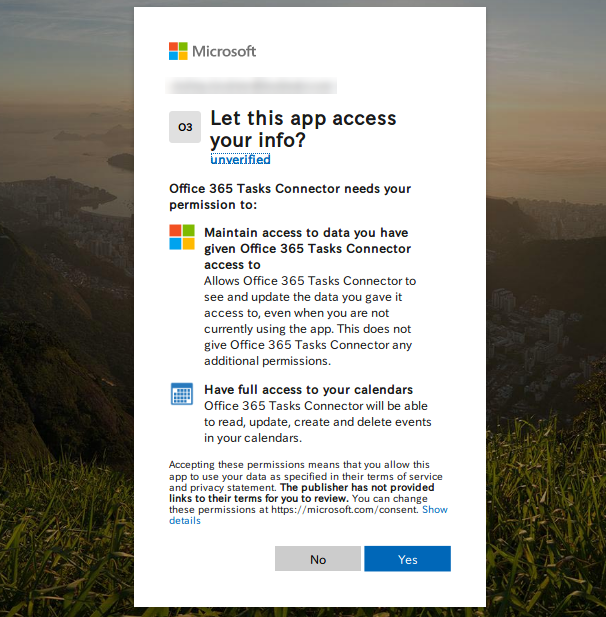 Microsoft
O3
Let this app access
your info?
unverified
Office 365 Tasks Connector needs your
permission to:
Maintain access to data you have
given Office 365 Tasks Connector
access to
Allows Office 365 Tasks Connector to
see and update the data you gave it
access to, even when you are not
currently using the app. This does not
give Office 365 Tasks Connector any
additional permissions.
Have full access to your calendars
Office 365 Tasks Connector will be able
to read, update, create and delete events
in your calendars.
Accepting these permissions means that you allow this
app to use your data as specified in their terms of service
and privacy statement. The publisher has not provided
links to their terms for you to review. You can change
these permissions at https://microsoft.com/consent. Show
details
No
Yes